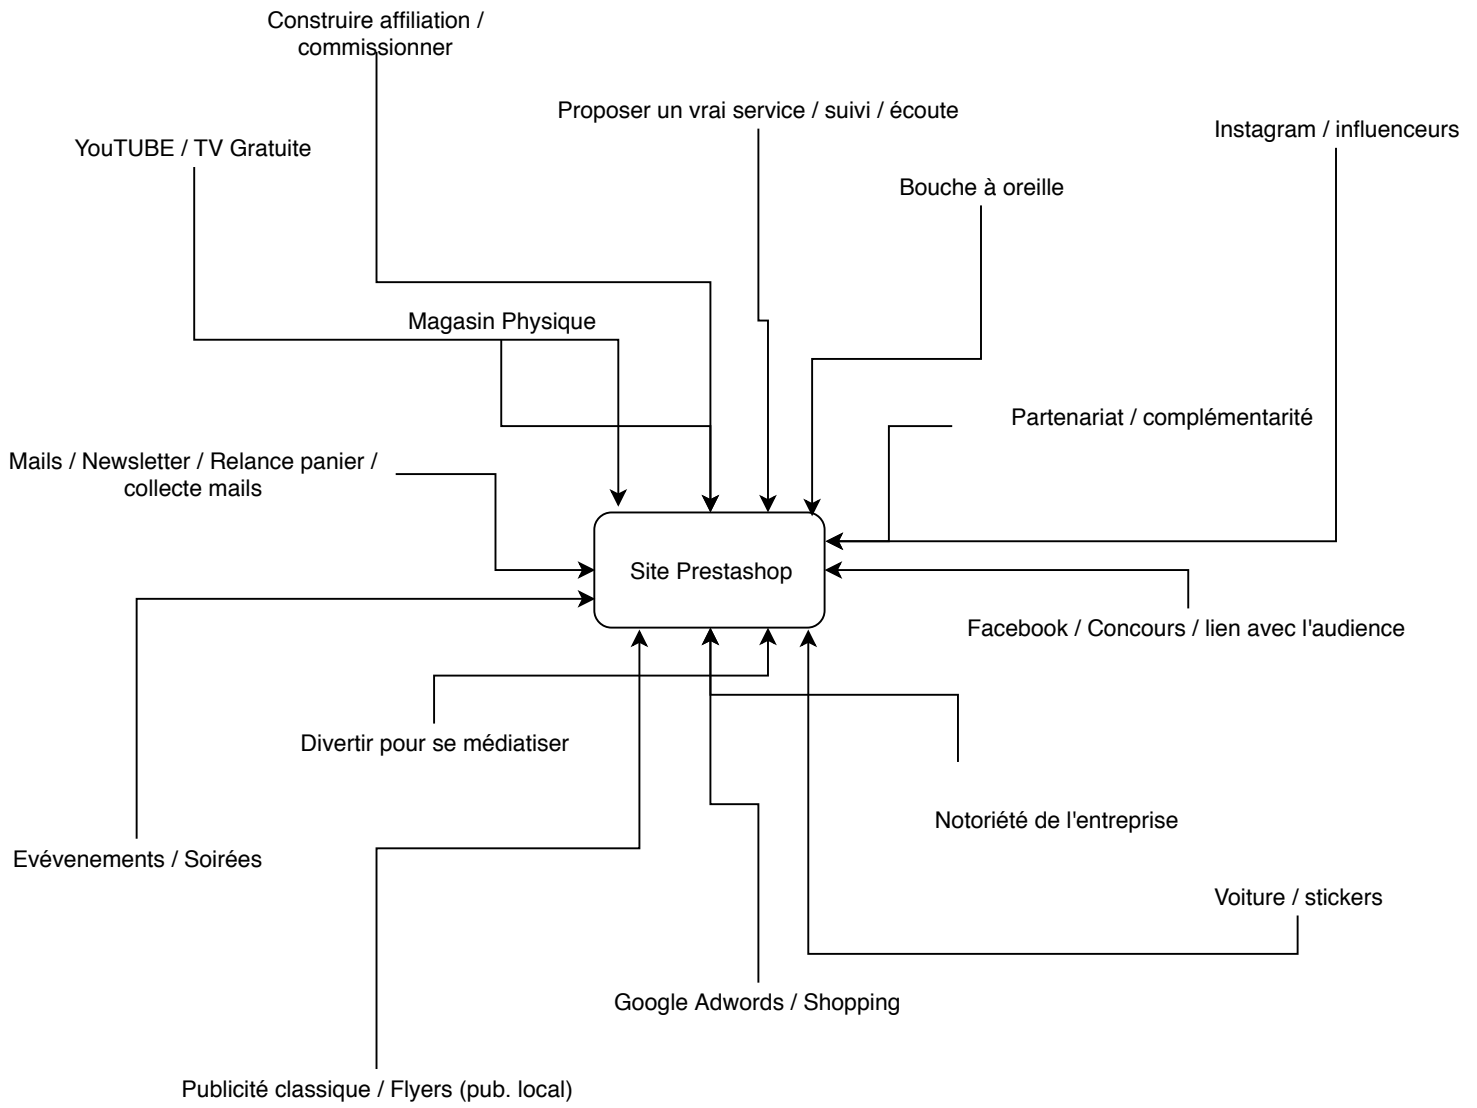 Construire affiliation /
commissionner
Proposer un vrai service / suivi / écoute
Instagram / influenceurs
YouTUBE / TV Gratuite
Bouche à oreille
Magasin Physique
Partenariat / complémentarité
Mails / Newsletter / Relance panier /
collecte mails
Site Prestashop
Facebook / Concours / lien avec l'audience
Divertir pour se médiatiser
Notoriété de l'entreprise
Evévenements / Soirées
Voiture / stickers
Google Adwords / Shopping
Publicité classique / Flyers (pub. local)